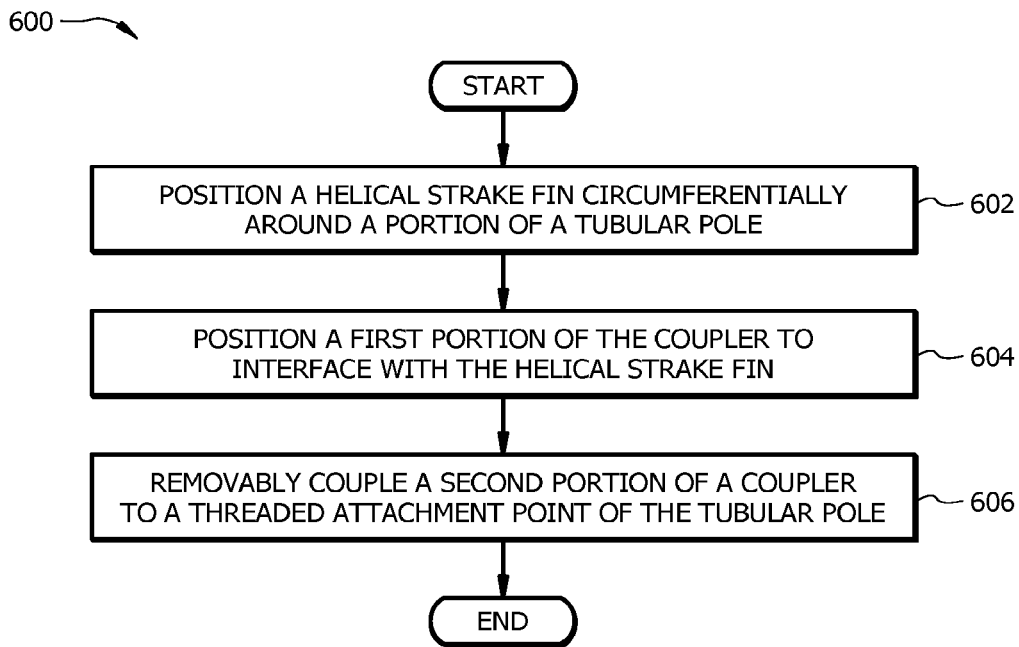 600
START
POSITION A HELICAL STRAKE FIN CIRCUMFERENTIALLY
AROUND A PORTION OF A TUBULAR POLE
602
POSITION A FIRST PORTION OF THE COUPLER TO
INTERFACE WITH THE HELICAL STRAKE FIN
604
REMOVABLY COUPLE A SECOND PORTION OF A COUPLER
TO A THREADED ATTACHMENT POINT OF THE TUBULAR POLE
606
END